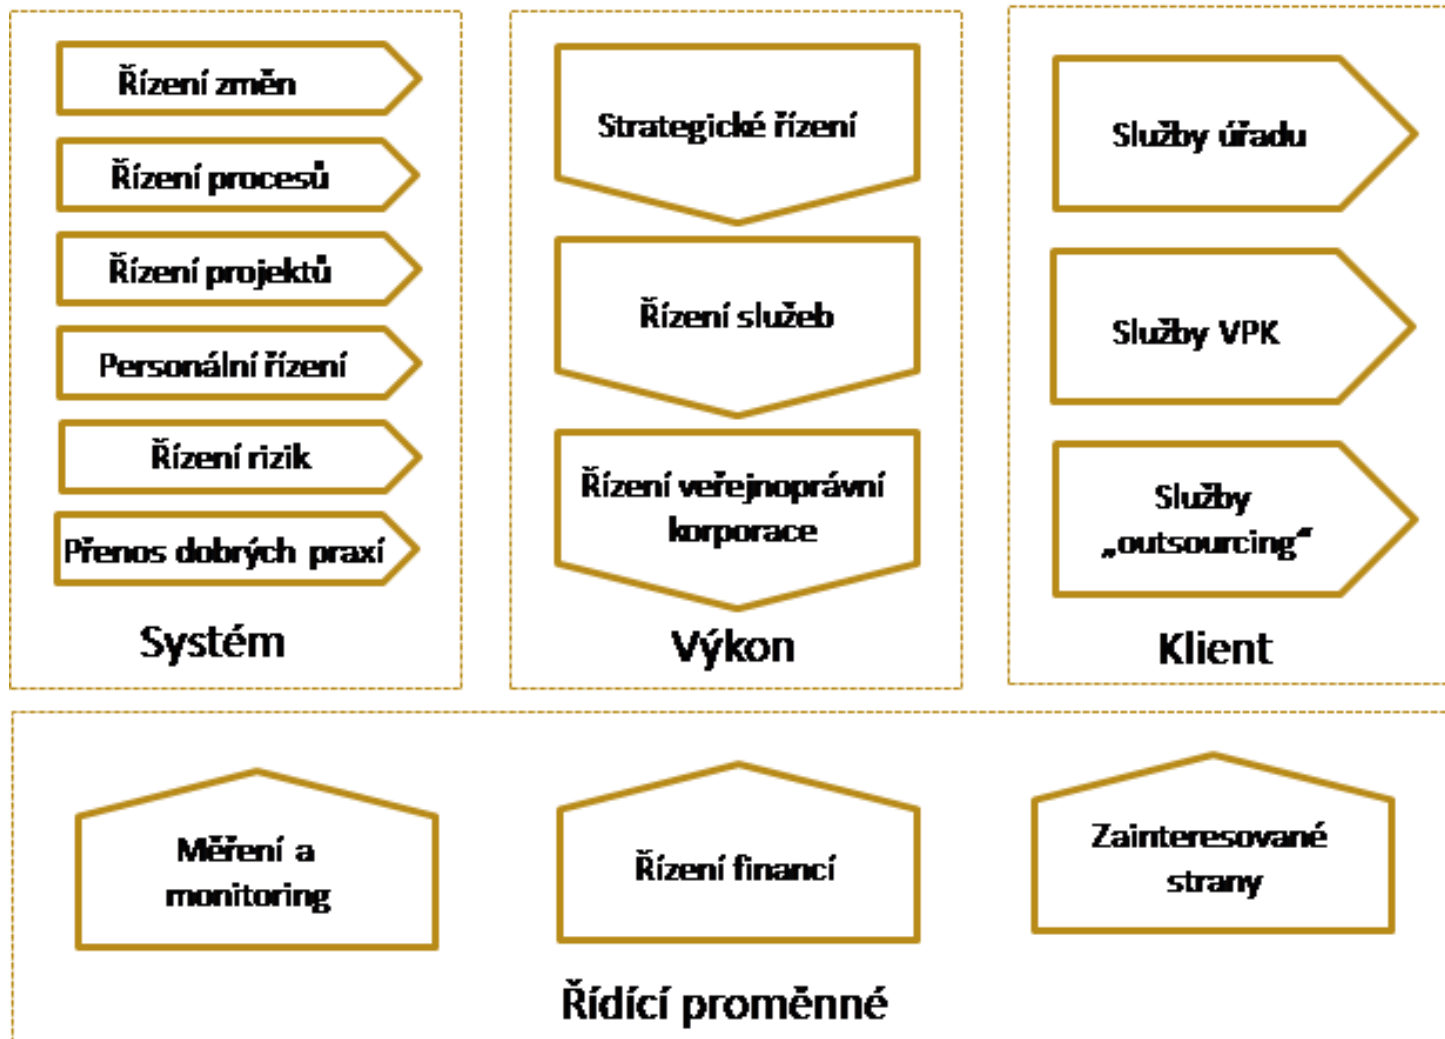 Řízení změn
Řízení procesů
Řízení projektů
Personální řízení
Řízení rizik
Přenos dobrých praxí
Systém
Strategické řízení
Řízení služeb
Řízení veřejnoprávní
korporace
Výkon
Služby úřadu
Služby VPK
Služby
„outsourcing“
Klient
Měření a
monitoring
Řízení financí
Zainteresované
strany
Řídící proměnné